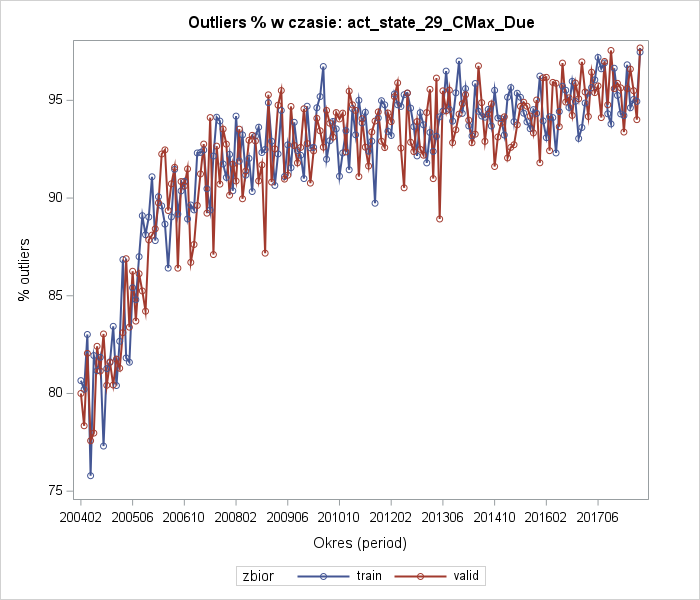 Outliers % w czasie: act_state_29_CMax_Due
% outliers
95
90
85
80
75
200402 200506 200610 200802 200906 201010 201202 201306 201410 201602 201706
Okres (period)
zbior train valid